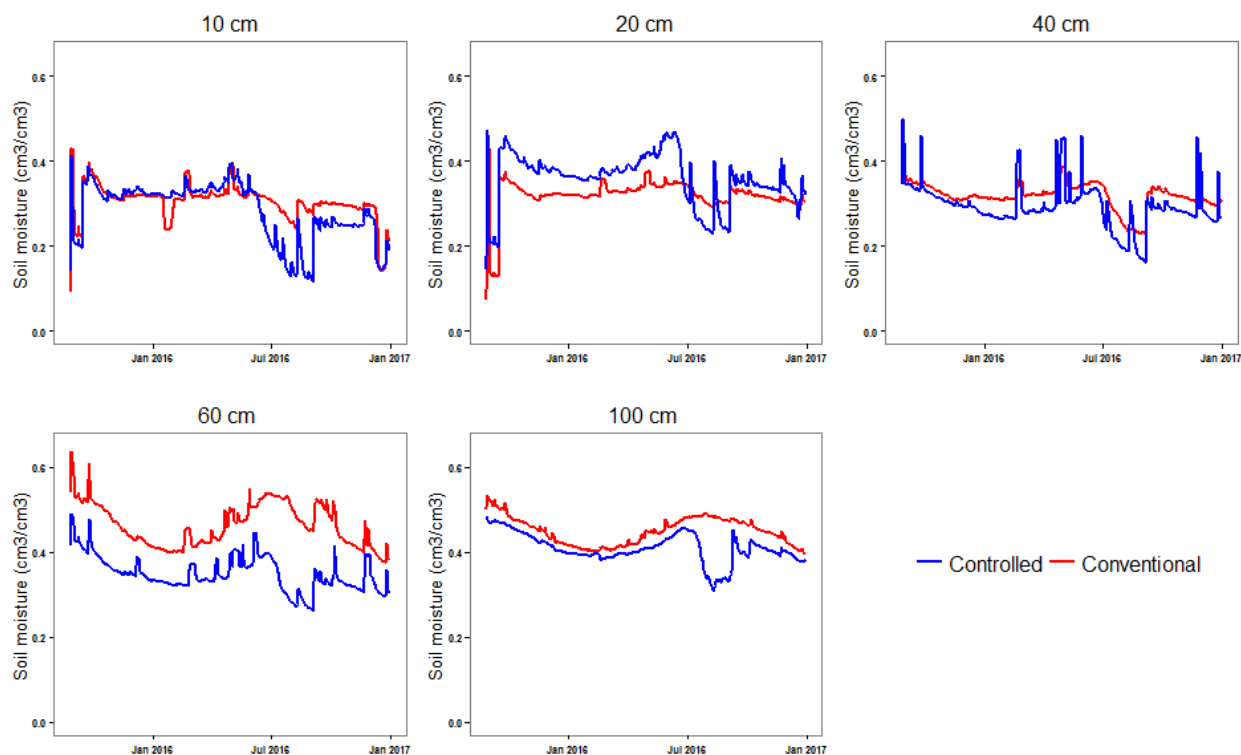 10 cm
Soil moisture (cm3/cm3)
0.6
0.4
0.2
0.0
Jan 2016 Jul 2016 Jan 2017
20 cm
Soil moisture (cm3/cm3)
0.6
0.4
0.2
0.0
Jan 2016 Jul 2016 Jan 2017
40 cm
Soil moisture (cm3/cm3)
0.6
0.4
0.2
0.0
Jan 2016 Jul 2016 Jan 2017
60 cm
Soil moisture (cm3/cm3)
0.6
0.4
0.2
0.0
Jan 2016 Jul 2016 Jan 2017
100 cm
Soil moisture (cm3/cm3)
0.6
0.4
0.2
0.0
Jan 2016 Jul 2016 Jan 2017
Controlled Conventional